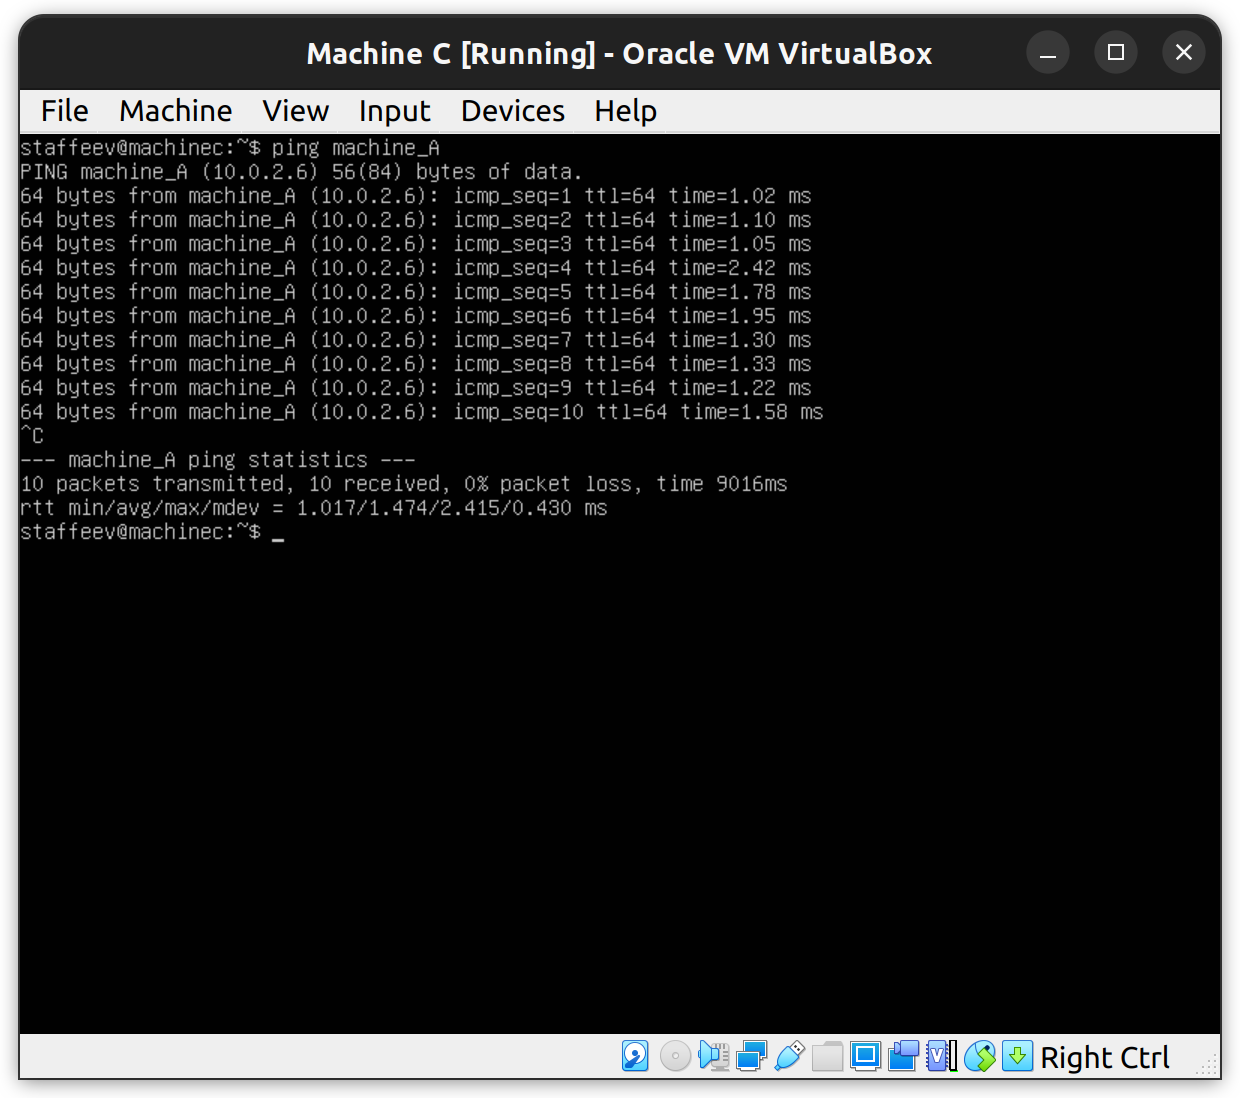 Machine C [Running] - Oracle VM VirtualBox
File Machine View Input Devices Help
staffeev@machinec:~$ ping machine_A
PING machine_A (10.0.2.6) 56(84) bytes of data.
64 bytes from machine_A (10.0.2.6): icmp_seq=1 ttl=64 time=1.02 ms
64 bytes from machine_A (10.0.2.6): icmp_seq=2 ttl=64 time=1.10 ms
64 bytes from machine_A (10.0.2.6): icmp_seq=3 ttl=64 time=1.05 ms
64 bytes from machine_A (10.0.2.6): icmp_seq=4 ttl=64 time=2.42 ms
64 bytes from machine_A (10.0.2.6): icmp_seq=5 ttl=64 time=1.78 ms
64 bytes from machine_A (10.0.2.6): icmp_seq=6 ttl=64 time=1.95 ms
64 bytes from machine_A (10.0.2.6): icmp_seq=7 ttl=64 time=1.30 ms
64 bytes from machine_A (10.0.2.6): icmp_seq=8 ttl=64 time=1.33 ms
64 bytes from machine_A (10.0.2.6): icmp_seq=9 ttl=64 time=1.22 ms
64 bytes from machine_A (10.0.2.6): icmp_seq=10 ttl=64 time=1.58 ms
^C
--- machine_A ping statistics ---
10 packets transmitted, 10 received, 0% packet loss, time 9016ms
rtt min/avg/max/mdev = 1.017/1.474/2.415/0.430 ms
staffeev@machinec:~$ _
Right Ctrl